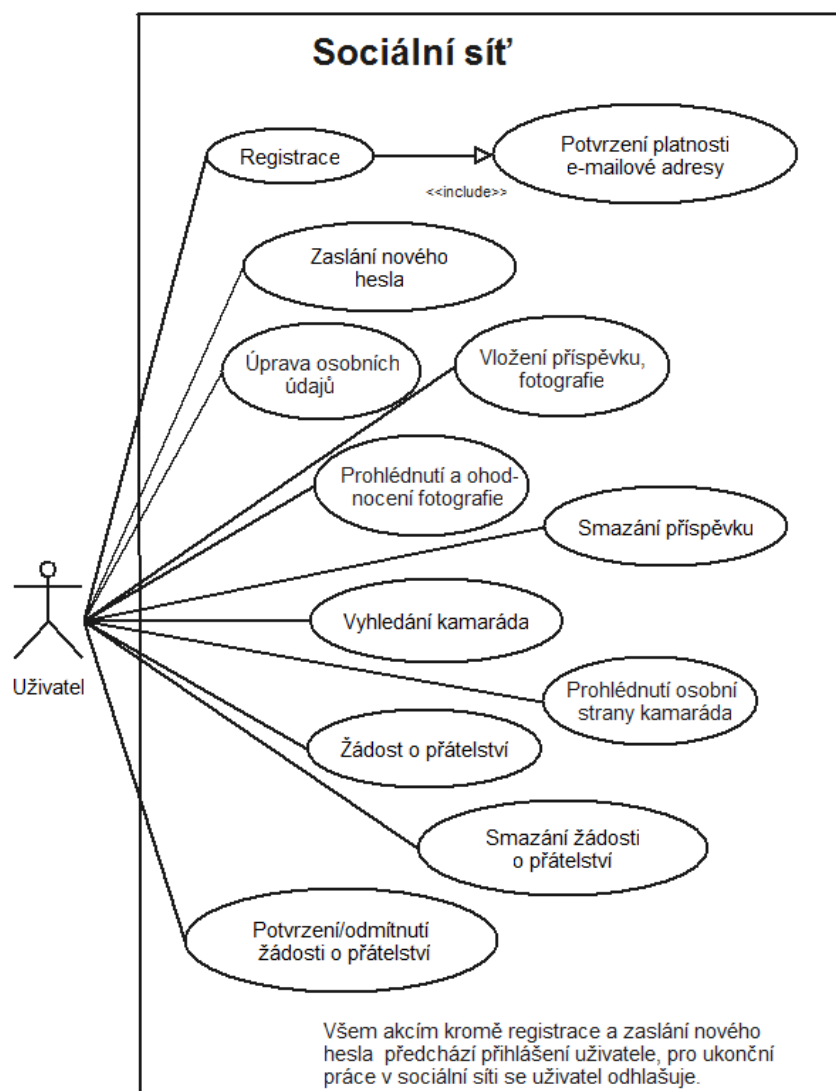 Sociální síť
Registrace
Potvrzení platnosti
e-mailové adresy
<<include>>
Zaslání nového
hesla
Úprava osobních
údajů
Vložení příspěvku,
fotografie
Prohlédnutí a ohod-
nocení fotografie
Smazání příspěvku
Vyhledání kamaráda
Uživatel
Prohlédnutí osobní
strany kamaráda
Žádost o přátelství
Smazání žádosti
o přátelství
Potvrzení/odmítnutí
žádosti o přátelství
Všem akcím kromě registrace a zaslání nového
hesla předchází přihlášení uživatele, pro ukonční
práce v sociální síti se uživatel odhlašuje.